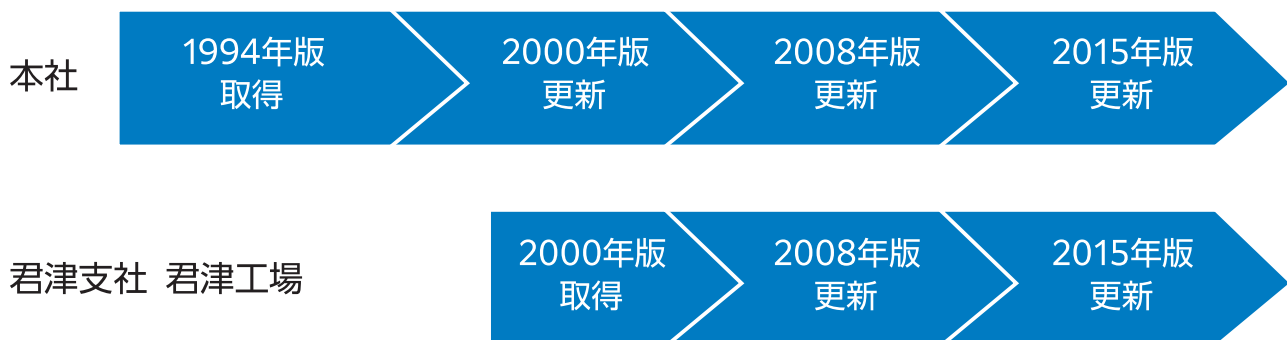 本社
1994年版
取得
2000年版
更新
2008年版
更新
2015年版
更新
君津支社 君津工場
2000年版
取得
2008年版
更新
2015年版
更新